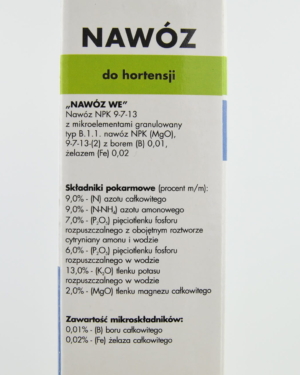 NAWÓZ
do hortensji
„NAWÓZ WE"
Nawóz NPK 9-7-13
z mikroelementami granulowany
typ B.1.1. nawóz NPK (MgO),
9-7-13-(2) z borem (B) 0,01,
żelazem (Fe) 0,02
Składniki pokarmowe (procent m/m):
9,0% - (N) azotu całkowitego
9,0% - (N-NH₄) azotu amonowego
7,0% - (P₂O₅) pięciotlenku fosforu
rozpuszczalnego z obojętnym roztworze
cytryniany amonu i wodzie
6,0% - (P₂O₅) pięciotlenku fosforu
rozpuszczalnego w wodzie
13,0% - (K₂O) tlenku potasu
rozpuszczalnego w wodzie
2,0% - (MgO) tlenku magnezu całkowitego
Zawartość mikroskładników:
0,01% - (B) boru całkowitego
0,02% - (Fe) żelaza całkowitego